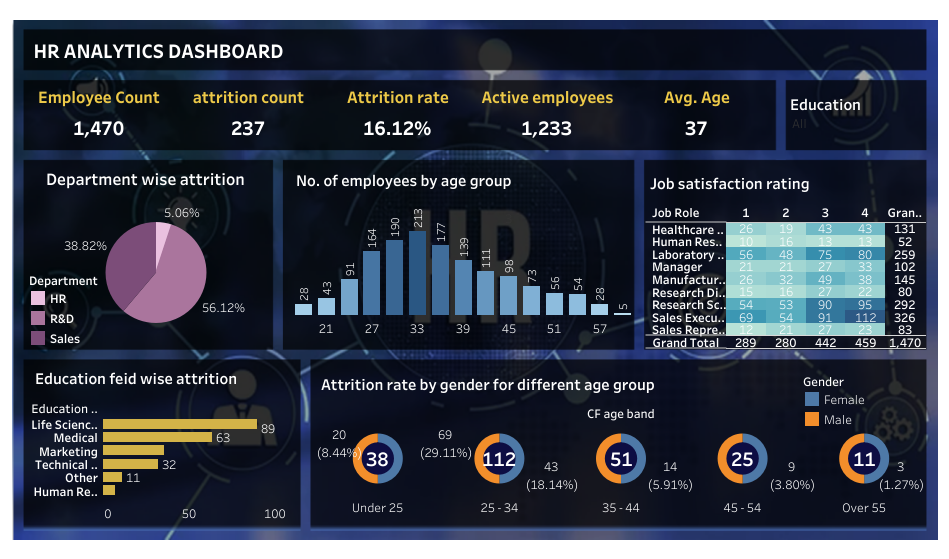 HR ANALYTICS DASHBOARD
Employee Count attrition count Attrition rate Active employees Avg. Age
1,470 237 16.12% 1,233 37
Education
All
Department wise attrition
5.06%
38.82%
56.12%
Department
HR
R&D
Sales
No. of employees by age group
28 43 91 164 190 213 177 139 111 98 73 56 54 28 5
21 27 33 39 45 51 57
Job satisfaction rating
Job Role 1 2 3 4 Gran..
Healthcare .. 26 19 43 43 131
Human Res.. 10 16 13 13 52
Laboratory .. 56 48 75 80 259
Manager 21 21 27 33 102
Manufactur.. 26 32 49 38 145
Research Di.. 15 16 27 22 80
Research Sc.. 54 53 90 95 292
Sales Execu.. 69 54 91 112 326
Sales Repre.. 12 21 27 23 83
Grand Total 289 280 442 459 1,470
Education feid wise attrition
Education ..
Life Scienc.. 89
Medical 63
Marketing
Technical .. 32
Other 11
Human Re..
0 50 100
Attrition rate by gender for different age group
Gender
Female
Male
CF age band
20
(8.44%)
38
69
(29.11%)
112
43
(18.14%)
51
14
(5.91%)
25
9
(3.80%)
11
3
(1.27%)
Under 25 25 - 34 35 - 44 45 - 54 Over 55